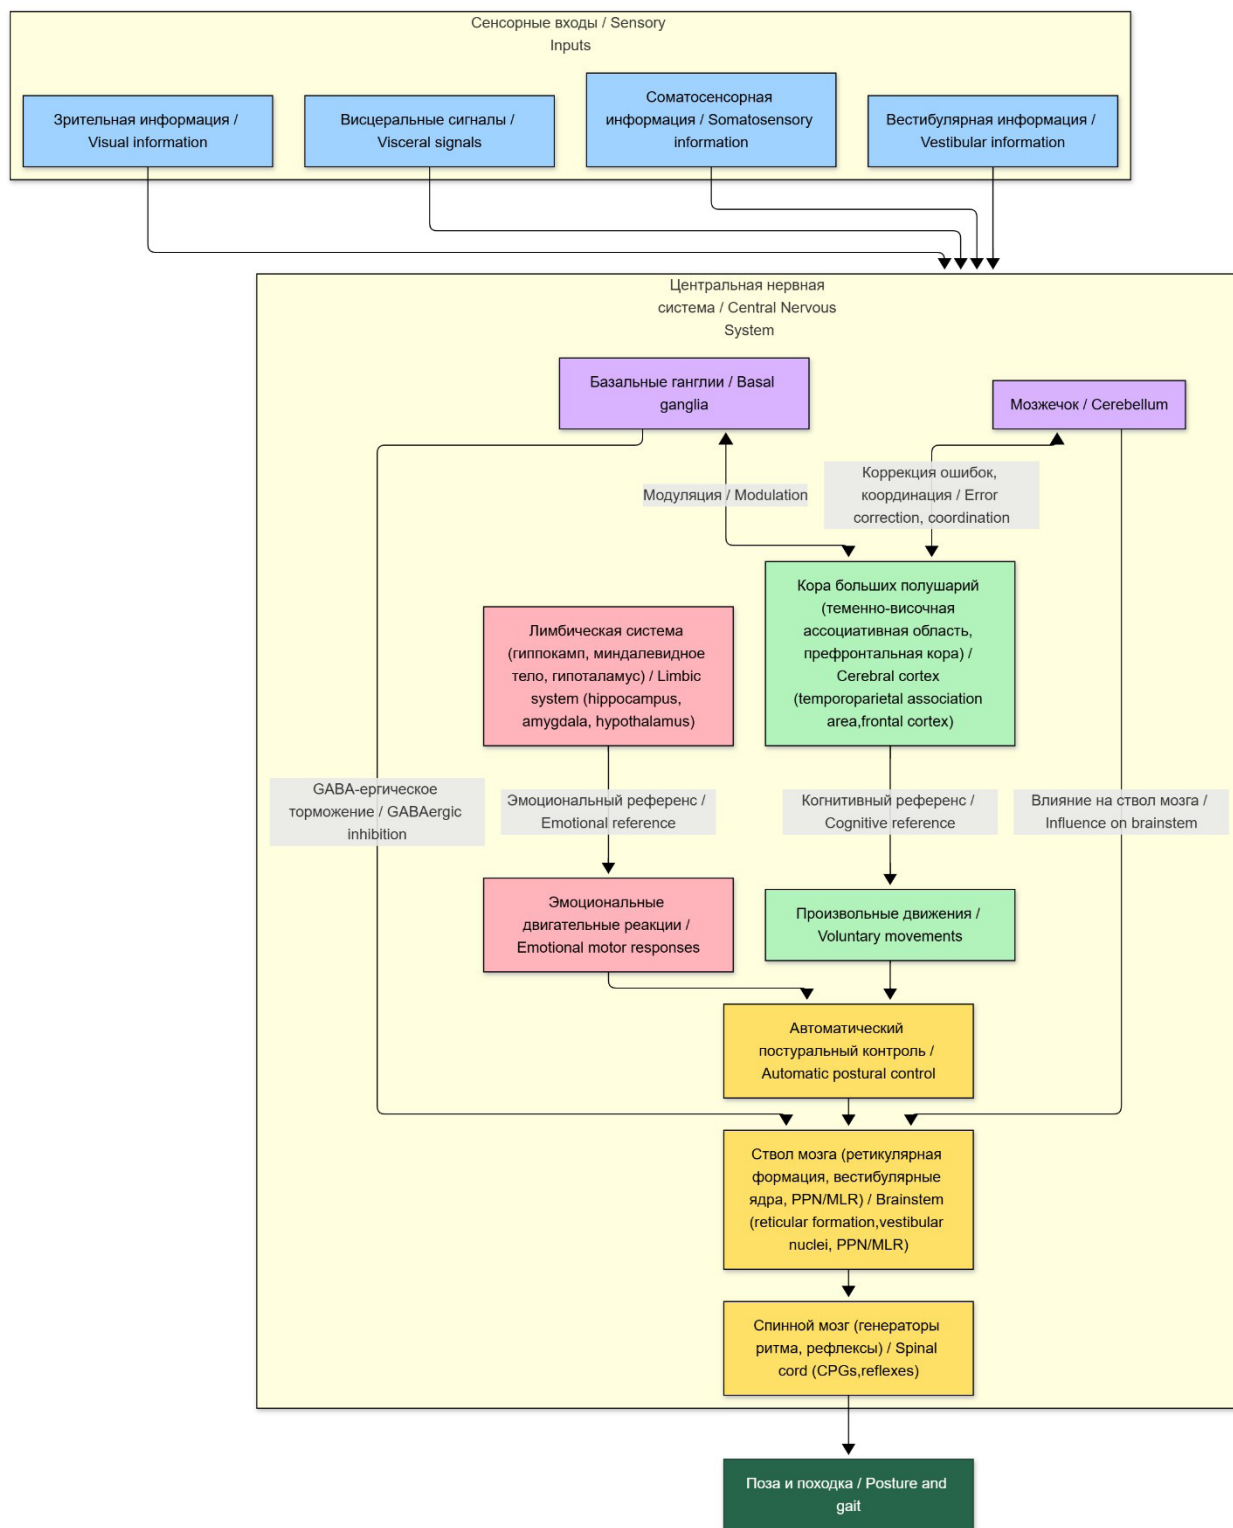 Сенсорные входы / Sensory
Inputs
Зрительная информация /
Visual information
Висцеральные сигналы /
Visceral signals
Соматосенсорная
информация / Somatosensory
information
Вестибулярная информация /
Vestibular information
Центральная нервная
система / Central Nervous
System
Базальные ганглии / Basal
ganglia
Мозжечок / Cerebellum
Модуляция / Modulation
Коррекция ошибок,
координация / Error
correction, coordination
Лимбическая система
(гиппокамп, миндалевидное
тело, гипоталамус) / Limbic
system (hippocampus,
amygdala, hypothalamus)
Кора больших полушарий
(теменно-височная
ассоциативная область,
префронтальная кора) /
Cerebral cortex
(temporoparietal association
area,frontal cortex)
GABA-ергическое
торможение / GABAergic
inhibition
Эмоциональный референс /
Emotional reference
Когнитивный референс /
Cognitive reference
Влияние на ствол мозга /
Influence on brainstem
Эмоциональные
двигательные реакции /
Emotional motor responses
Произвольные движения /
Voluntary movements
Автоматический
постуральный контроль /
Automatic postural control
Ствол мозга (ретикулярная
формация, вестибулярные
ядра, PPN/MLR) / Brainstem
(reticular formation,vestibular
nuclei, PPN/MLR)
Спинной мозг (генераторы
ритма, рефлексы) / Spinal
cord (CPGs,reflexes)
Поза и походка / Posture and
gait